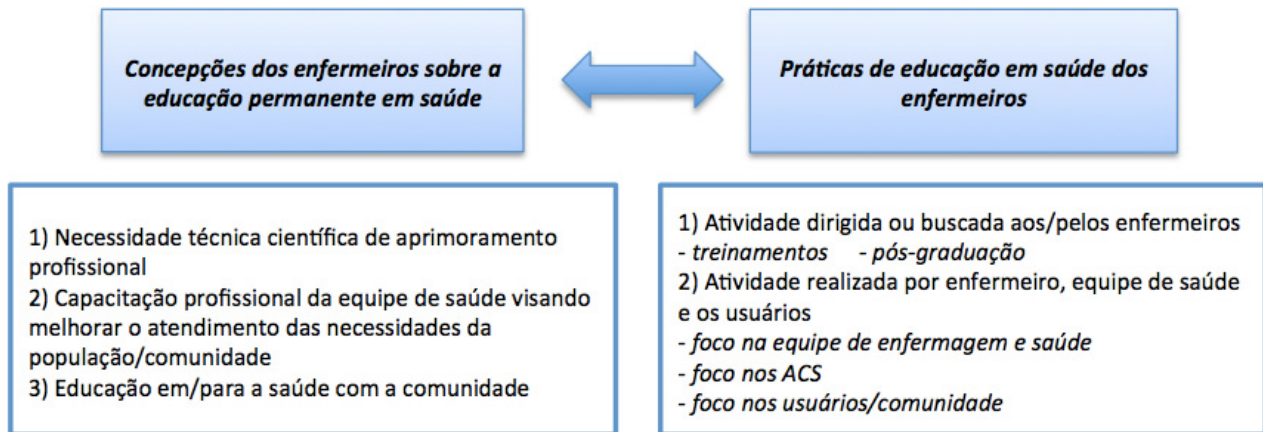 Concepções dos enfermeiros sobre a
educação permanente em saúde
Práticas de educação em saúde dos
enfermeiros
1) Necessidade técnica científica de aprimoramento
profissional
2) Capacitação profissional da equipe de saúde visando
melhorar o atendimento das necessidades da
população/comunidade
3) Educação em/para a saúde com a comunidade
1) Atividade dirigida ou buscada aos/pelos enfermeiros
- treinamentos - pós-graduação
2) Atividade realizada por enfermeiro, equipe de saúde
e os usuários
- foco na equipe de enfermagem e saúde
- foco nos ACS
- foco nos usuários/comunidade